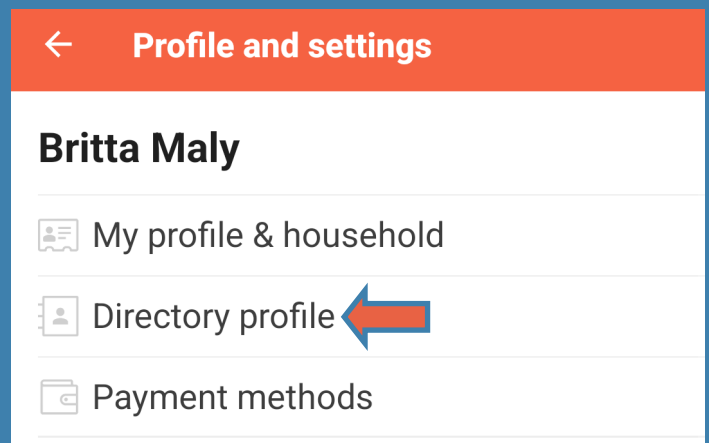 Profile and settings
Britta Maly
My profile & household
Directory profile
Payment methods